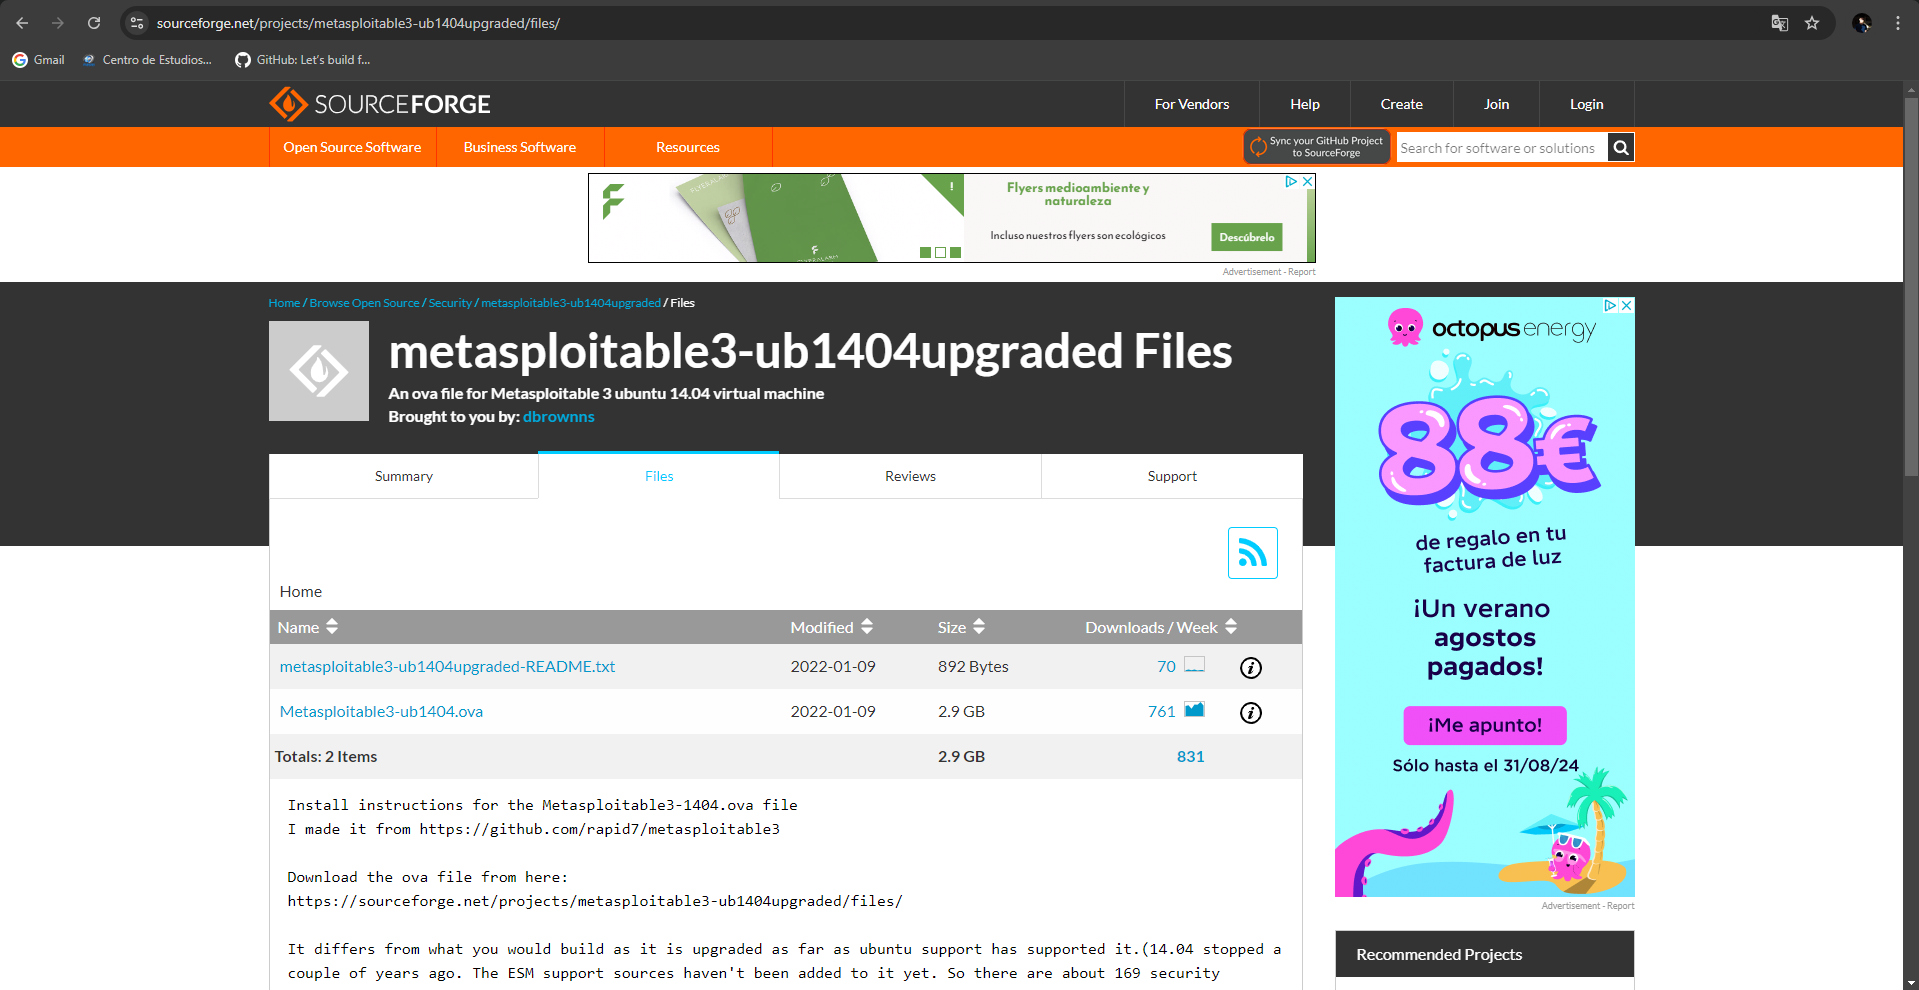 sourceforge.net/projects/metasploitable3-ub1404upgraded/files/
Gmail
Centro de Estudios...
GitHub: Let's build f...
SOURCEFORGE
For Vendors
Help
Create
Join
Login
Open Source Software
Business Software
Resources
Sync your GitHub Project
to SourceForge
Search for software or solutions
F
Flyers medioambiente y
naturaleza
Incluso nuestros flyers son ecológicos
Descúbrelo
Advertisement - Report
Home / Browse Open Source / Security / metasploitable3-ub1404upgraded / Files
metasploitable3-ub1404upgraded Files
An ova file for Metasploitable 3 ubuntu 14.04 virtual machine
Brought to you by: dbrownns
Summary
Files
Reviews
Support
Home
Name Modified Size Downloads / Week
metasploitable3-ub1404upgraded-README.txt 2022-01-09 892 Bytes 70
Metasploitable3-ub1404.ova 2022-01-09 2.9 GB 761
Totals: 2 Items 2.9 GB 831
Install instructions for the Metasploitable3-1404.ova file
I made it from https://github.com/rapid7/metasploitable3
Download the ova file from here:
https://sourceforge.net/projects/metasploitable3-ub1404upgraded/files/
It differs from what you would build as it is upgraded as far as ubuntu support has supported it.(14.04 stopped a
couple of years ago. The ESM support sources haven't been added to it yet. So there are about 169 security
octopus energy
88€
de regalo en tu
factura de luz
¡Un verano
agostos
pagados!
¡Me apunto!
Sólo hasta el 31/08/24
Advertisement - Report
Recommended Projects